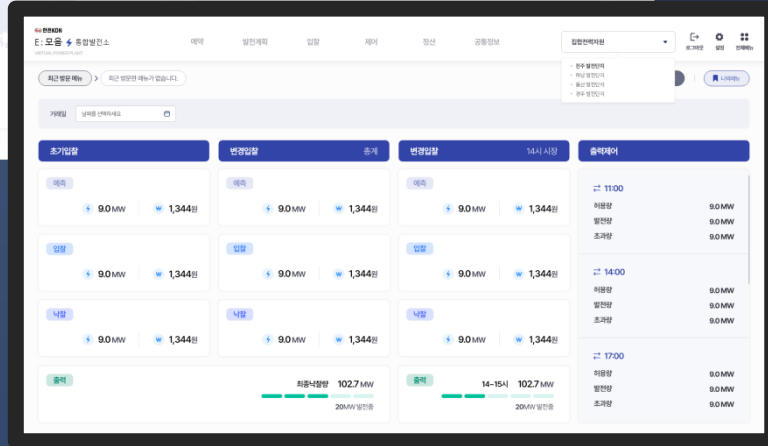 한전KDN
E : 모음 통합발전소
VIRTUAL POWER PLANT
예약 발전계획 입찰 제어 정산 공통정보
집합전력자원
로그아웃 설정 전체메뉴
최근 방문 메뉴 > 최근 방문한 메뉴가 없습니다.
- 진주 발전단지
- 하남 발전단지
- 울산 발전단지
- 경주 발전단지
나의메뉴
거래일 날짜를 선택하세요
초기입찰 변경입찰 총계 변경입찰 14시 시장 출력제어
예측 예측 예측
9.0 MW 1,344원 9.0 MW 1,344원 9.0 MW 1,344원
입찰 입찰 입찰
9.0 MW 1,344원 9.0 MW 1,344원 9.0 MW 1,344원
낙찰 낙찰 낙찰
9.0 MW 1,344원 9.0 MW 1,344원 9.0 MW 1,344원
출력 최종낙찰량 102.7 MW
20MW 발전중
출력 14~15시 102.7 MW
20MW 발전중
11:00
허용량 9.0 MW
발전량 9.0 MW
초과량 9.0 MW
14:00
허용량 9.0 MW
발전량 9.0 MW
초과량 9.0 MW
17:00
허용량 9.0 MW
발전량 9.0 MW
초과량 9.0 MW